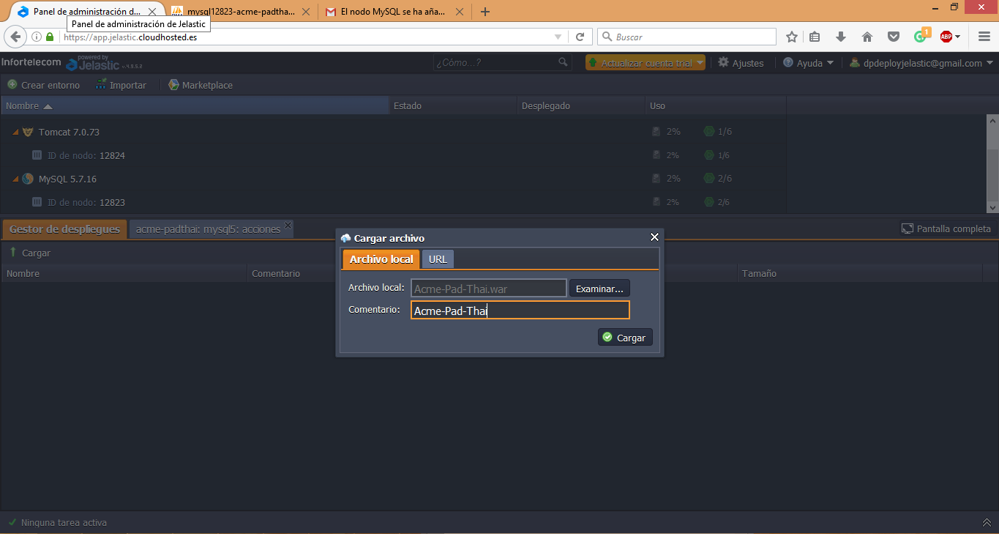 Panel de administración d...
mysql12823-acme-padtha...
El nodo MySQL se ha aña...
Panel de administración de Jelastic
https://app.jelastic.cloudhosted.es
Buscar
1
ABP
Infortelecom
powered by
Jelastic v.4.9.5.2
¿Cómo...?
Actualizar cuenta trial
Ajustes
Ayuda
dpdeployjelastic@gmail.com
Crear entorno
Importar
Marketplace
Nombre
Estado
Desplegado
Uso
Tomcat 7.0.73
2%
1/6
ID de nodo: 12824
2%
1/6
MySQL 5.7.16
2%
2/6
ID de nodo: 12823
2%
2/6
Gestor de despliegues
acme-padthai: mysql5: acciones
Pantalla completa
Cargar
Nombre
Comentario
Tamaño
Cargar archivo
Archivo local
URL
Archivo local:
Acme-Pad-Thai.war
Examinar...
Comentario:
Acme-Pad-Thai
Cargar
Ninguna tarea activa